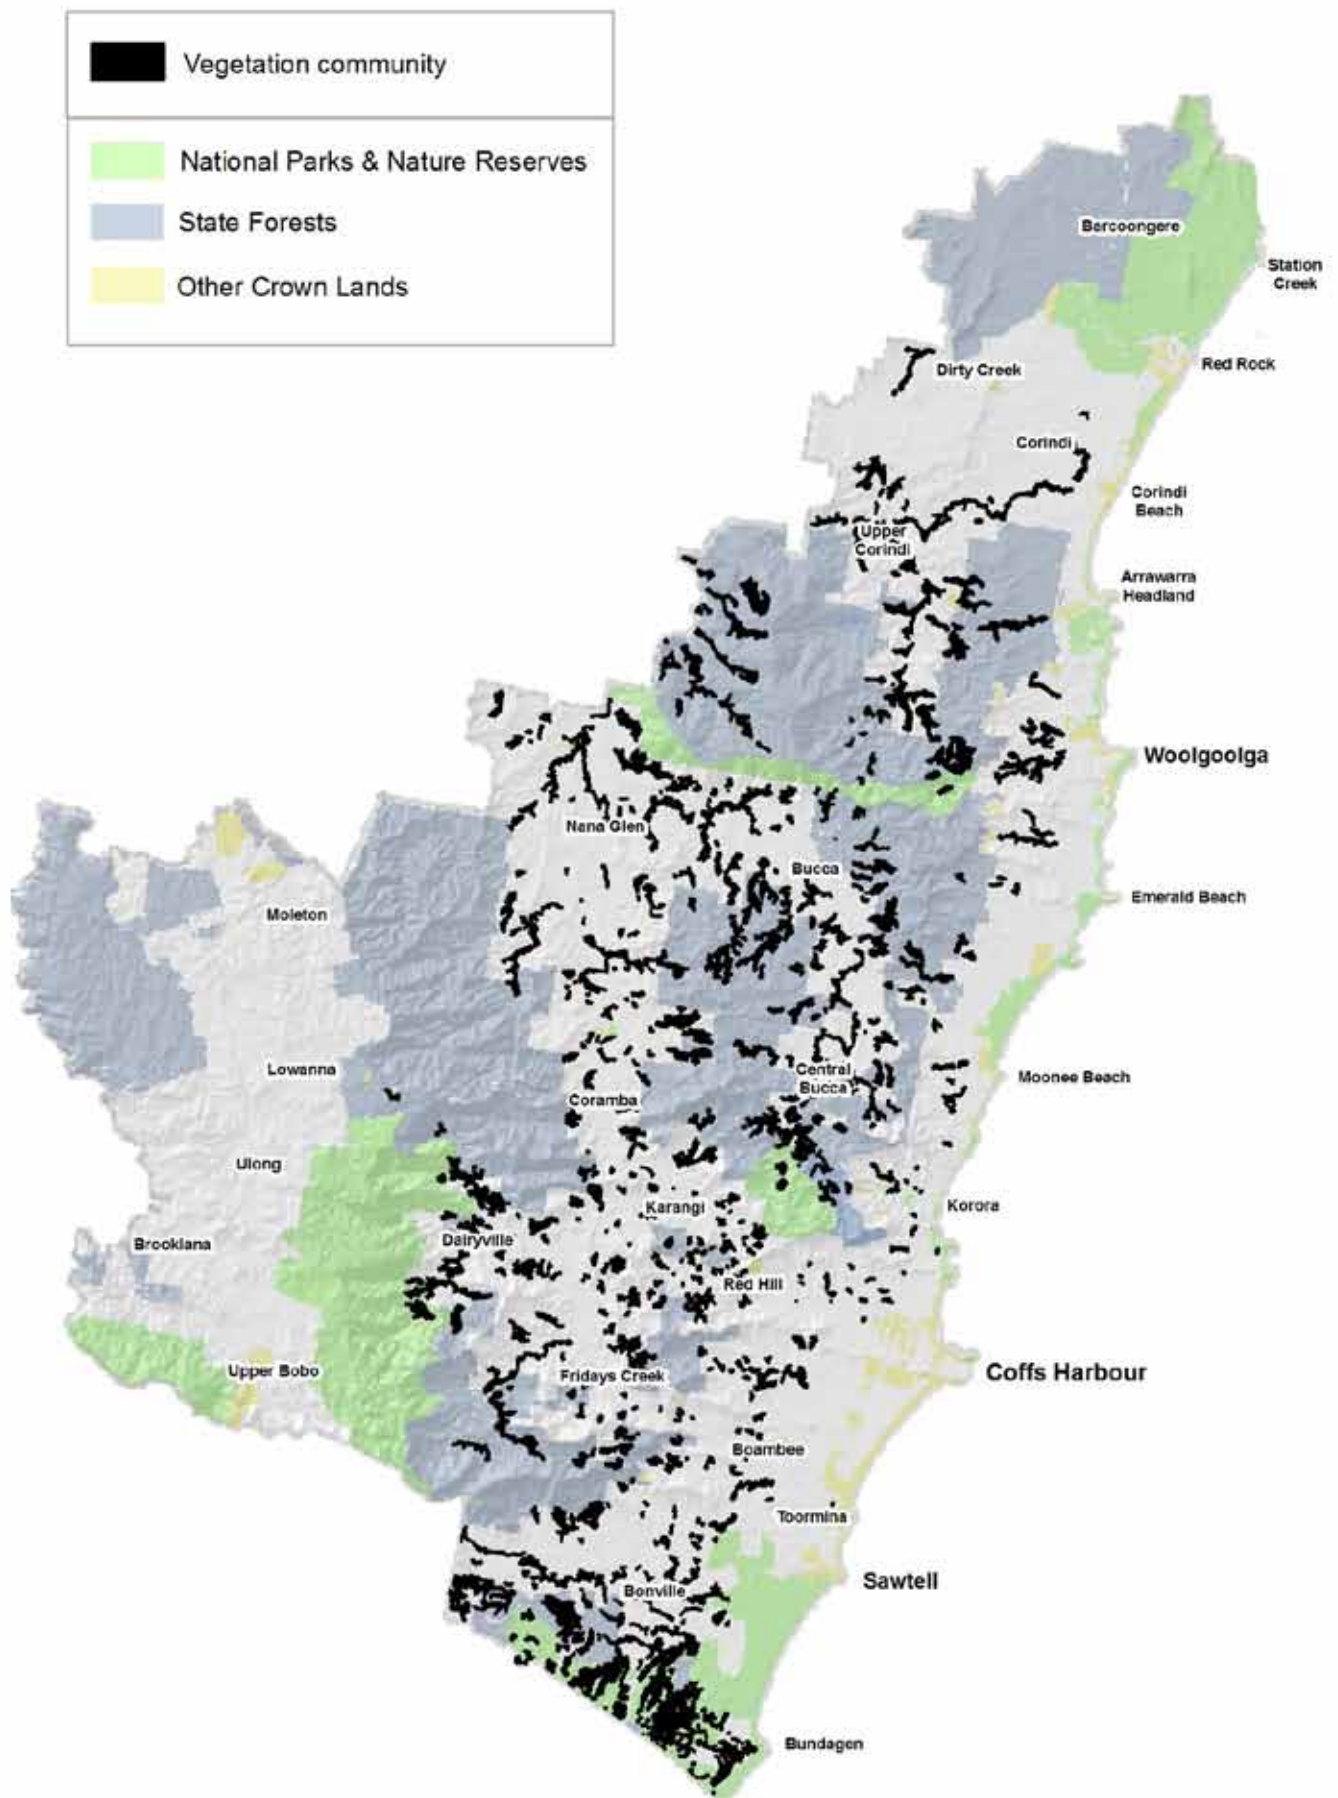 Vegetation community
National Parks & Nature Reserves
State Forests
Other Crown Lands
Barcoongere
Station
Creek
Red Rock
Dirty Creek
Corindi
Corindi
Beach
Upper
Corindi
Arrawarra
Headland
Woolgoolga
Nana Glen
Bucca
Emerald Beach
Moleton
Lowanna
Central
Bucca
Moonee Beach
Coramba
Ulong
Karangi
Korora
Brooklana
Dairyville
Red Hill
Upper Bobo
Fridays Creek
Coffs Harbour
Boambee
Toormina
Sawtell
Bonville
Bundagen